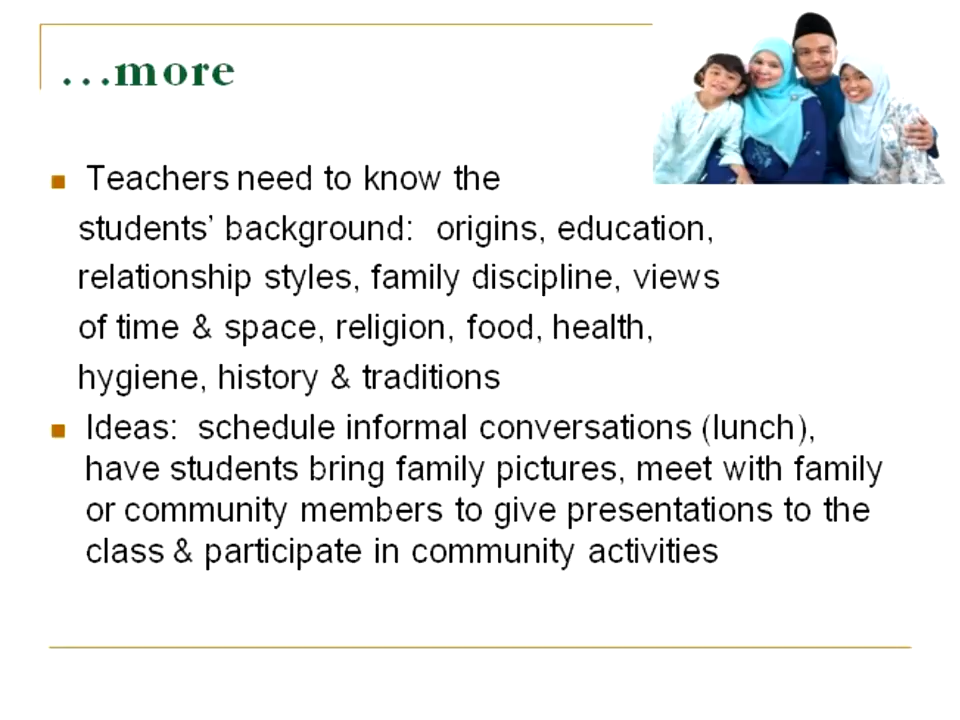 ...more
Teachers need to know the
students' background:  origins, education,
relationship styles, family discipline, views
of time & space, religion, food, health,
hygiene, history & traditions
Ideas:  schedule informal conversations (lunch),
have students bring family pictures, meet with family
or community members to give presentations to the
class & participate in community activities